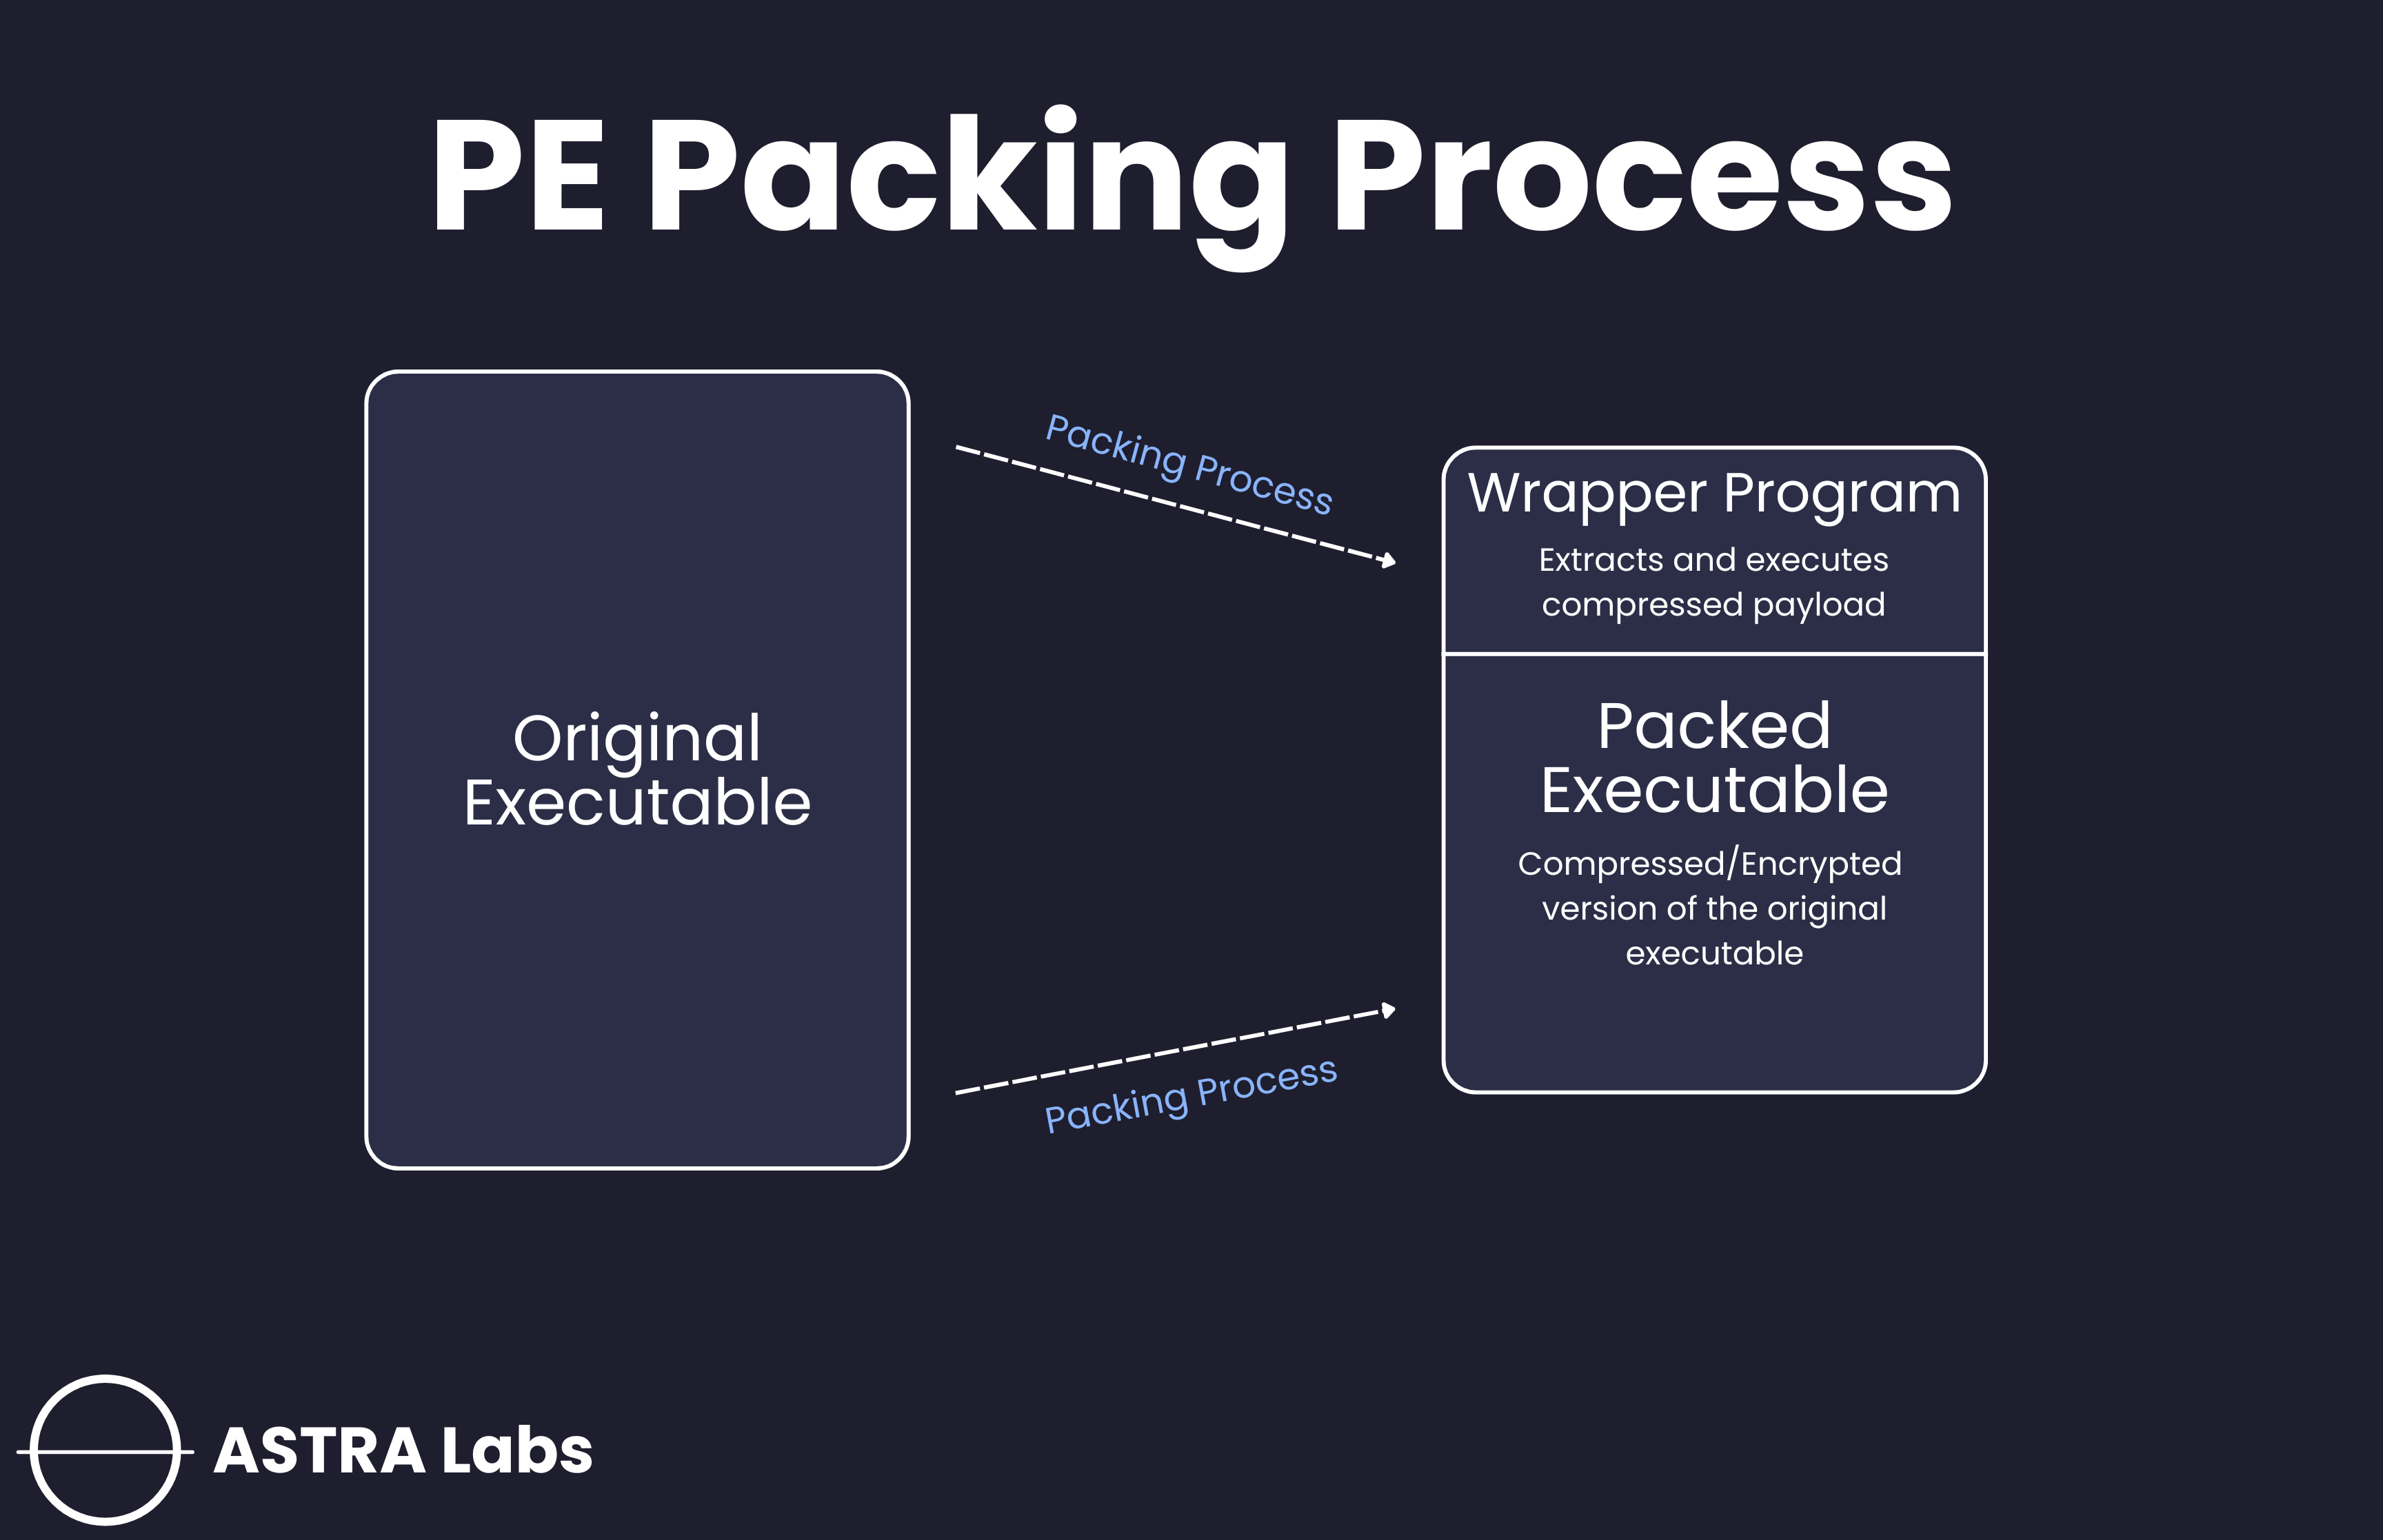 PE Packing Process
Original
Executable
Packing Process
Packing Process
Wrapper Program
Extracts and executes
compressed payload
Packed
Executable
Compressed/Encrypted
version of the original
executable
ASTRA Labs